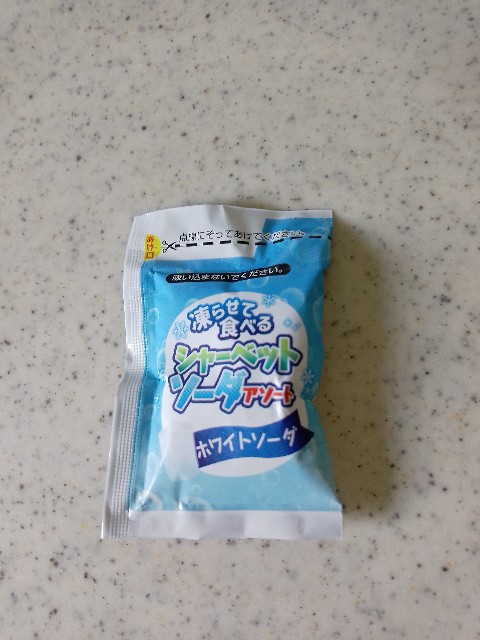 あけ口
点線にそってあけてください。
吸い込まないでください。
凍らせて
食べる
シャーベット
ソーダアソート
ホワイトソーダ